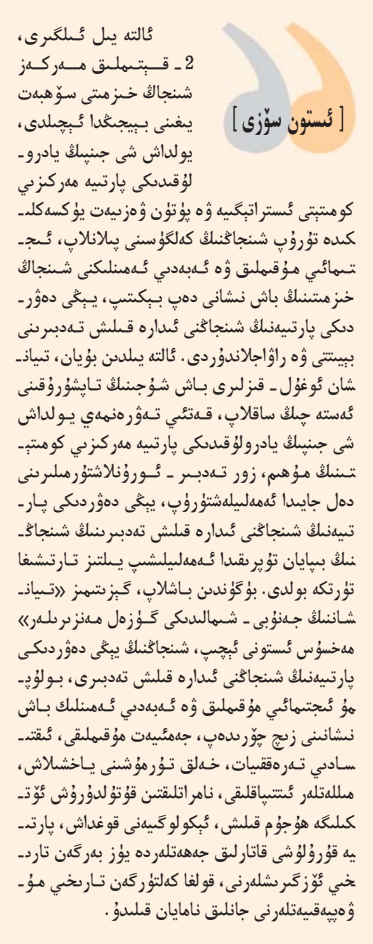 [ ئىستون سۆزى ]
ئالتە يىل ئىلگىرى،
2 ـ قېتىملىق مەركەز
شىنجاڭ خىزمىتى سۆھبەت
يىغىنى بېيجىڭدا ئېچىلدى،
يولداش شى جىنپىڭ يادرو ـ
لۇقىدىكى پارتىيە مەركىزىي
كومىتېتى ئىستراتېگىيە ۋە پۈتۈن ۋەزىيەت يۈكسەكلى ـ
كىدە تۇرۇپ شىنجاڭنىڭ كەلگۈسىنى پىلانلاپ، ئىج ـ
تىمائىي مۇقىملىق ۋە ئەبەدىي ئەمىنلىكنى شىنجاڭ
خىزمىتىنىڭ باش نىشانى دەپ بېكىتىپ، يېڭى دەۋر ـ
دىكى پارتىيەنىڭ شىنجاڭنى ئىدارە قىلىش تەدبىرىنى
بېيىتتى ۋە راۋاجلاندۇردى. ئالتە يىلدىن بۇيان، تىيان ـ
شان ئوغۇل ـ قىزلىرى باش شۇجىنىڭ تاپشۇرۇقىنى
ئەستە چىڭ ساقلاپ، قەتئىي تەۋرەنمەي يولداش
شى جىنپىڭ يادرولۇقىدىكى پارتىيە مەركىزىي كومىتې ـ
تىنىڭ مۇھىم، زور تەدبىر ـ ئورۇنلاشتۇرمىلىرىنى
دەل جايىدا ئەمەلىيلەشتۈرۈپ، يېڭى دەۋردىكى پار ـ
تىيەنىڭ شىنجاڭنى ئىدارە قىلىش تەدبىرىنىڭ شىنجاڭ ـ
نىڭ بىپايان تۇپرىقىدا ئەمەلىيلىشىپ يىلتىز تارتىشىغا
تۈرتكە بولدى. بۈگۈندىن باشلاپ، گېزىتىمىز «تىيان ـ
شاننىڭ جەنۇبى ـ شىمالىدىكى گۈزەل مەنزىرىلەر»
مەخسۇس ئىستونى ئېچىپ، شىنجاڭنىڭ يېڭى دەۋردىكى
پارتىيەنىڭ شىنجاڭنى ئىدارە قىلىش تەدبىرى، بولۇپ ـ
مۇ ئىجتىمائىي مۇقىملىق ۋە ئەبەدىي ئەمىنلىك باش
نىشانىنى زىچ چۆرىدەپ، جەمئىيەت مۇقىملىقى، ئىقتى ـ
سادىي تەرەققىيات، خەلق تۇرمۇشىنى ياخشىلاش،
مىللەتلەر ئىتتىپاقلىقى، نامراتلىقتىن قۇتۇلدۇرۇش ئۆت ـ
كىلىگە ھۇجۇم قىلىش، ئېكولوگىيەنى قوغداش، پارتى ـ
يە قۇرۇلۇشى قاتارلىق جەھەتلەردە يۈز بەرگەن تارى ـ
خىي ئۆزگىرىشلەرنى، قولغا كەلتۈرگەن تارىخىي مۇ ـ
ۋەپپەقىيەتلەرنى جانلىق نامايان قىلىدۇ.